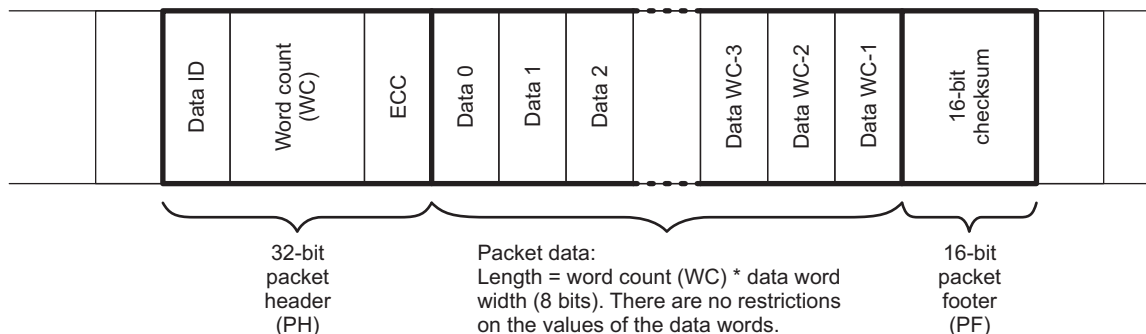 Data ID
Word count
(WC)
ECC
Data 0
Data 1
Data 2
Data WC-3
Data WC-2
Data WC-1
16-bit
checksum
32-bit
packet
header
(PH)
Packet data:
Length = word count (WC) * data word
width (8 bits). There are no restrictions
on the values of the data words.
16-bit
packet
footer
(PF)